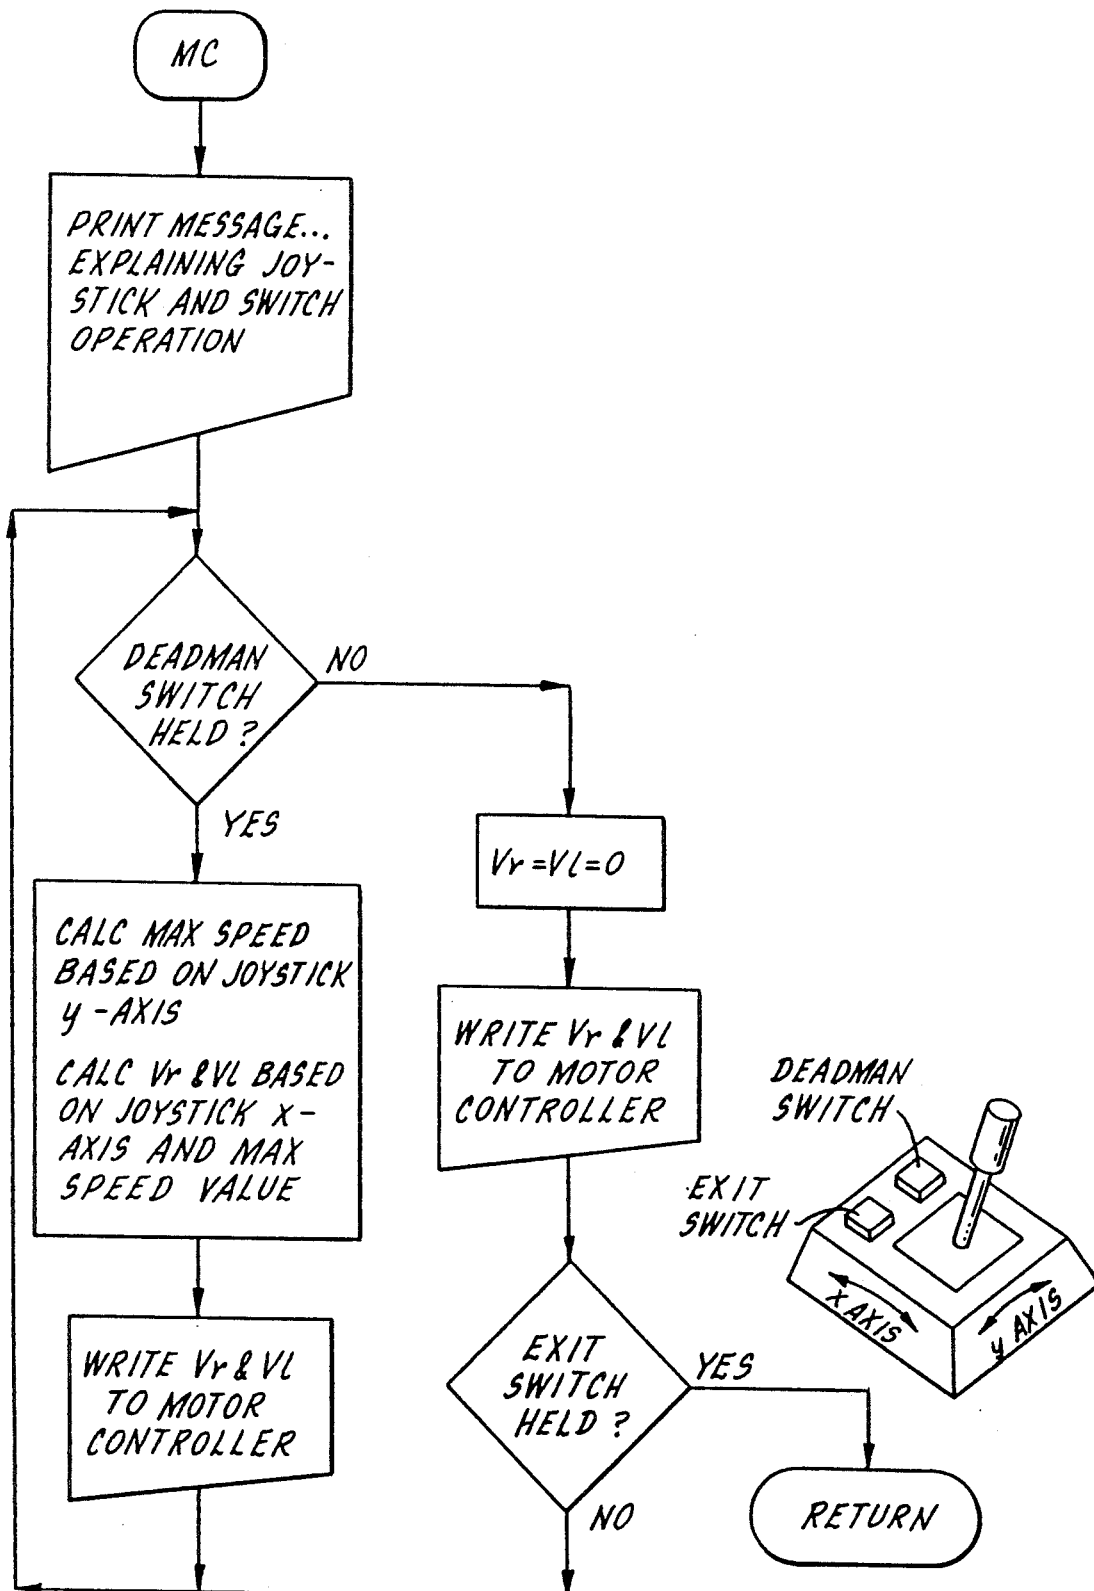 MC
PRINT MESSAGE...
EXPLAINING JOY-
STICK AND SWITCH
OPERATION
DEADMAN
SWITCH
HELD ?
NO
YES
Vr = Vl = 0
CALC MAX SPEED
BASED ON JOYSTICK
y - AXIS
CALC Vr & Vl BASED
ON JOYSTICK x -
AXIS AND MAX
SPEED VALUE
WRITE Vr & Vl
TO MOTOR
CONTROLLER
DEADMAN
SWITCH
EXIT
SWITCH
x AXIS
y AXIS
WRITE Vr & Vl
TO MOTOR
CONTROLLER
EXIT
SWITCH
HELD ?
YES
NO
RETURN